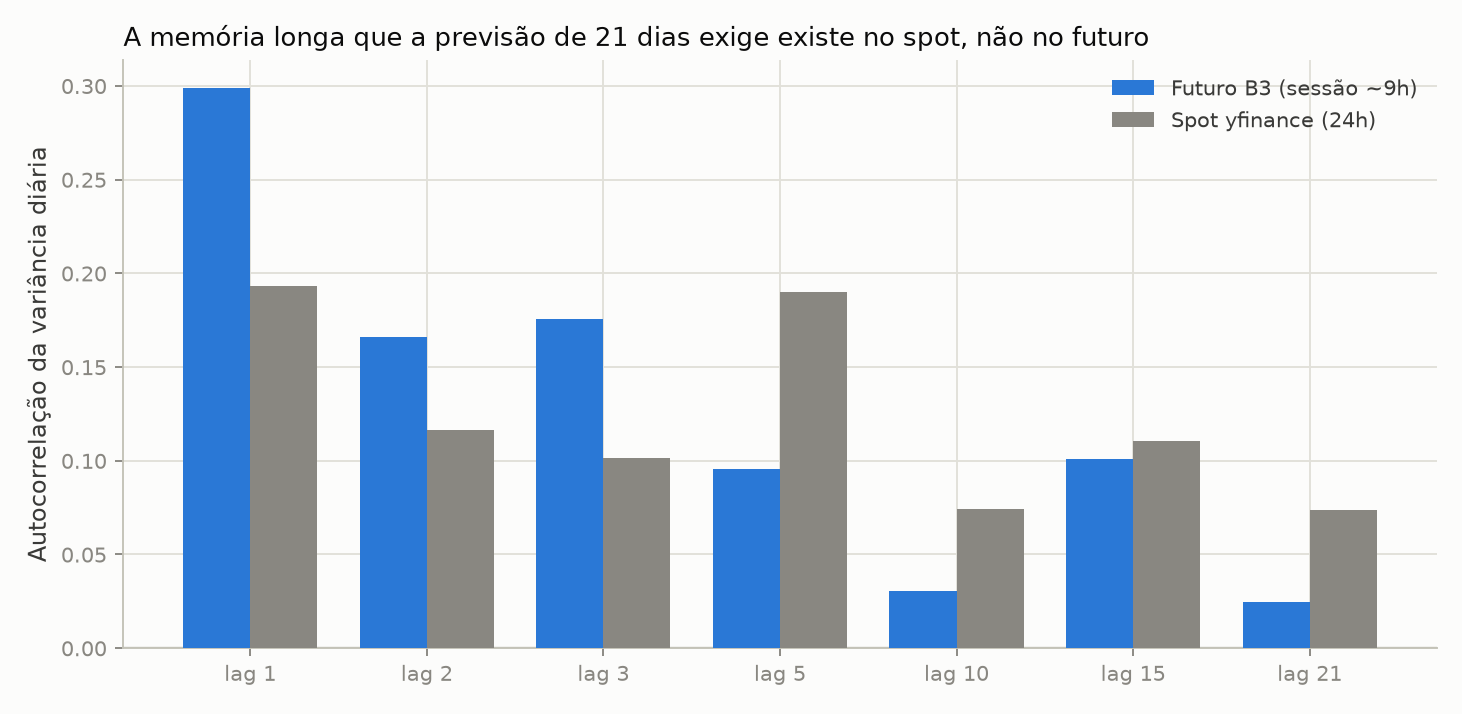 A memória longa que a previsão de 21 dias exige existe no spot, não no futuro
Futuro B3 (sessão ~9h)
Spot yfinance (24h)
Autocorrelação da variância diária
0.30
0.25
0.20
0.15
0.10
0.05
0.00
lag 1
lag 2
lag 3
lag 5
lag 10
lag 15
lag 21